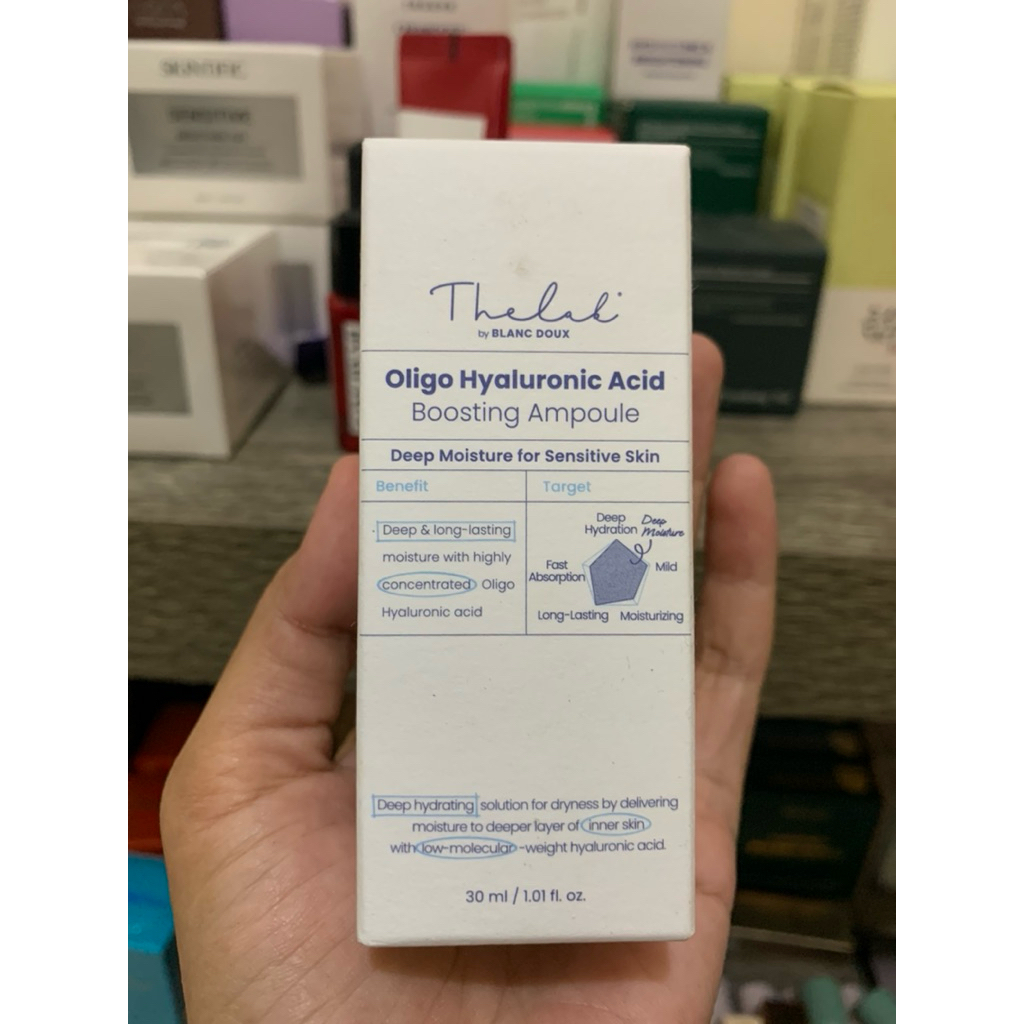 SKINTIFIC
SENSITIVE
Thelab
by BLANC DOUX
Oligo Hyaluronic Acid
Boosting Ampoule
Deep Moisture for Sensitive Skin
Benefit
Target
Deep & long-lasting
moisture with highly
concentrated Oligo
Hyaluronic acid
Deep
Hydration
Deep
Moisture
Fast
Absorption
Mild
Long-Lasting
Moisturizing
Deep hydrating solution for dryness by delivering
moisture to deeper layer of inner skin
with low-molecular-weight hyaluronic acid.
30 ml / 1.01 fl. oz.